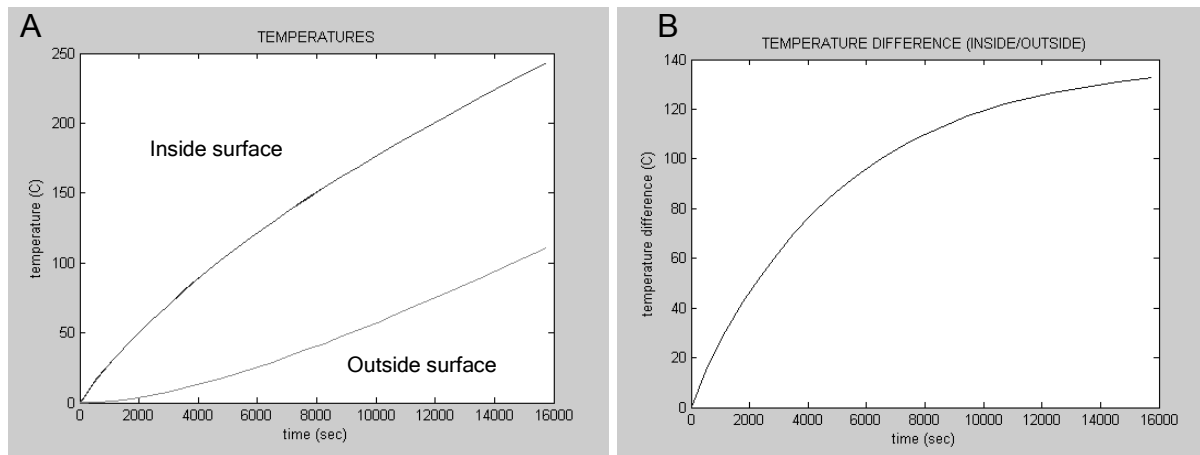 A
TEMPERATURES
250
200
150
100
50
0
temperature (C)
Inside surface
Outside surface
0 2000 4000 6000 8000 10000 12000 14000 16000
time (sec)
B
TEMPERATURE DIFFERENCE (INSIDE/OUTSIDE)
140
120
100
80
60
40
20
0
temperature difference (C)
0 2000 4000 6000 8000 10000 12000 14000 16000
time (sec)